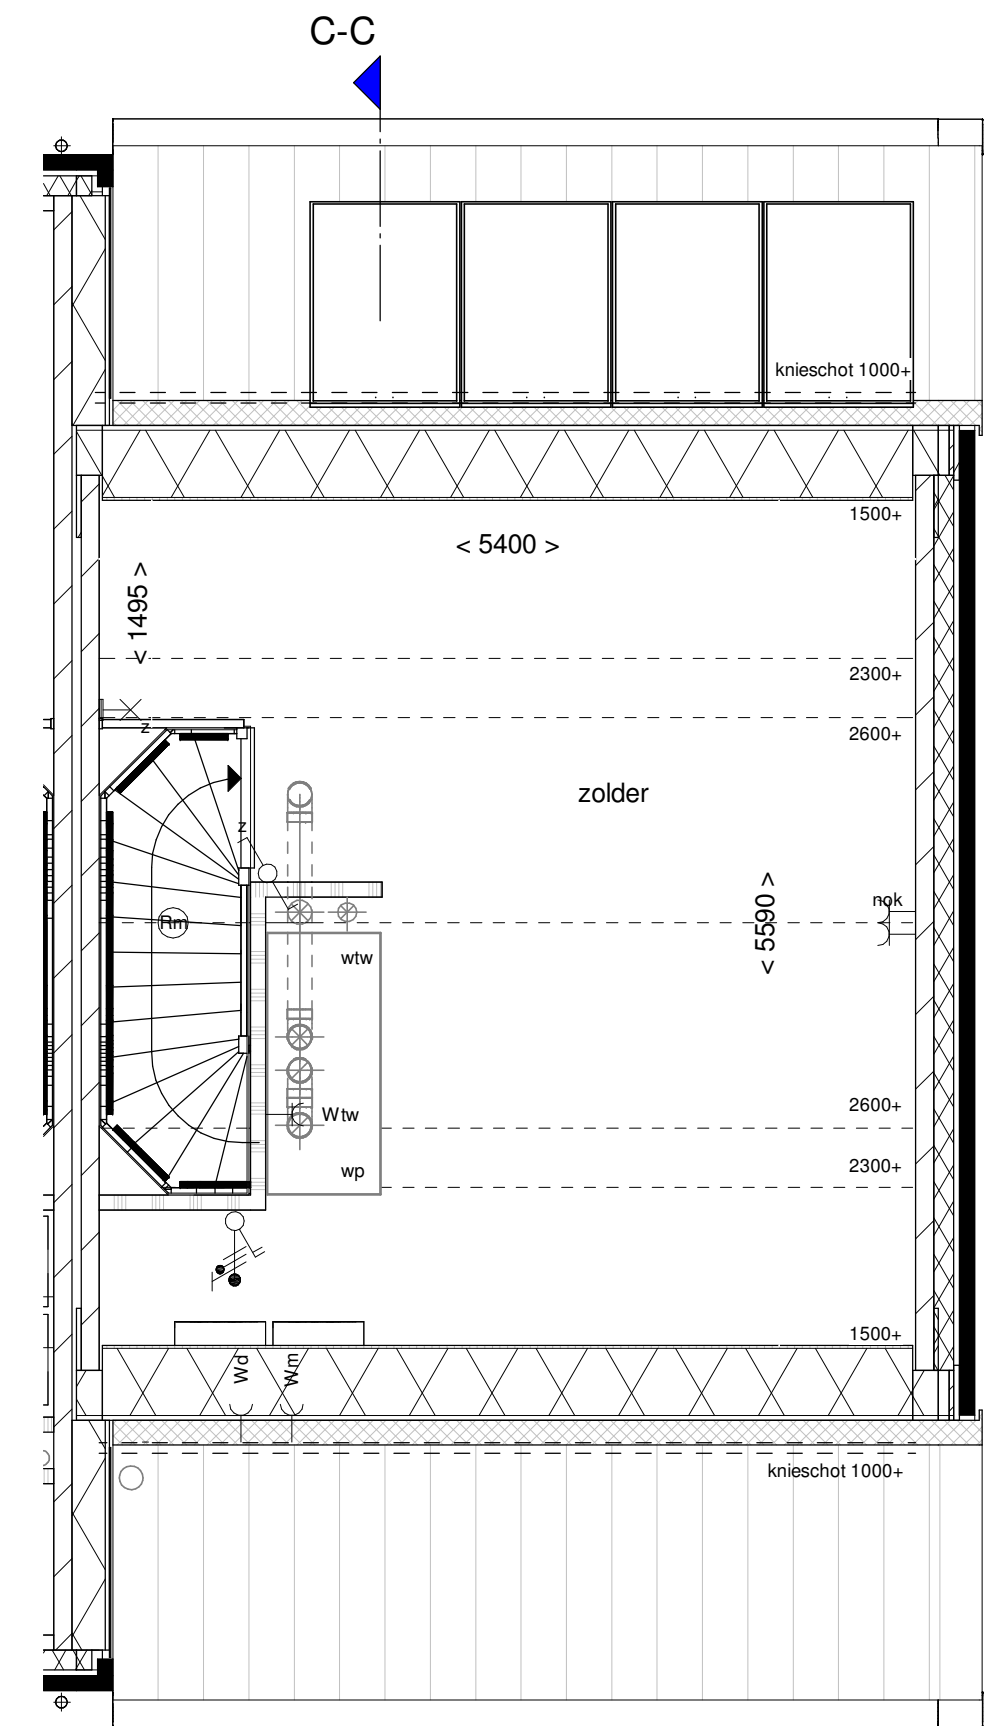 C-C
knieschot 1000+
1500+
< 5400 >
< 1495 >
2300+
z
2600+
zolder
z
< 5590 >
nok
Rm
wtw
2600+
Wtw
2300+
wp
1500+
Wd
Wm
knieschot 1000+